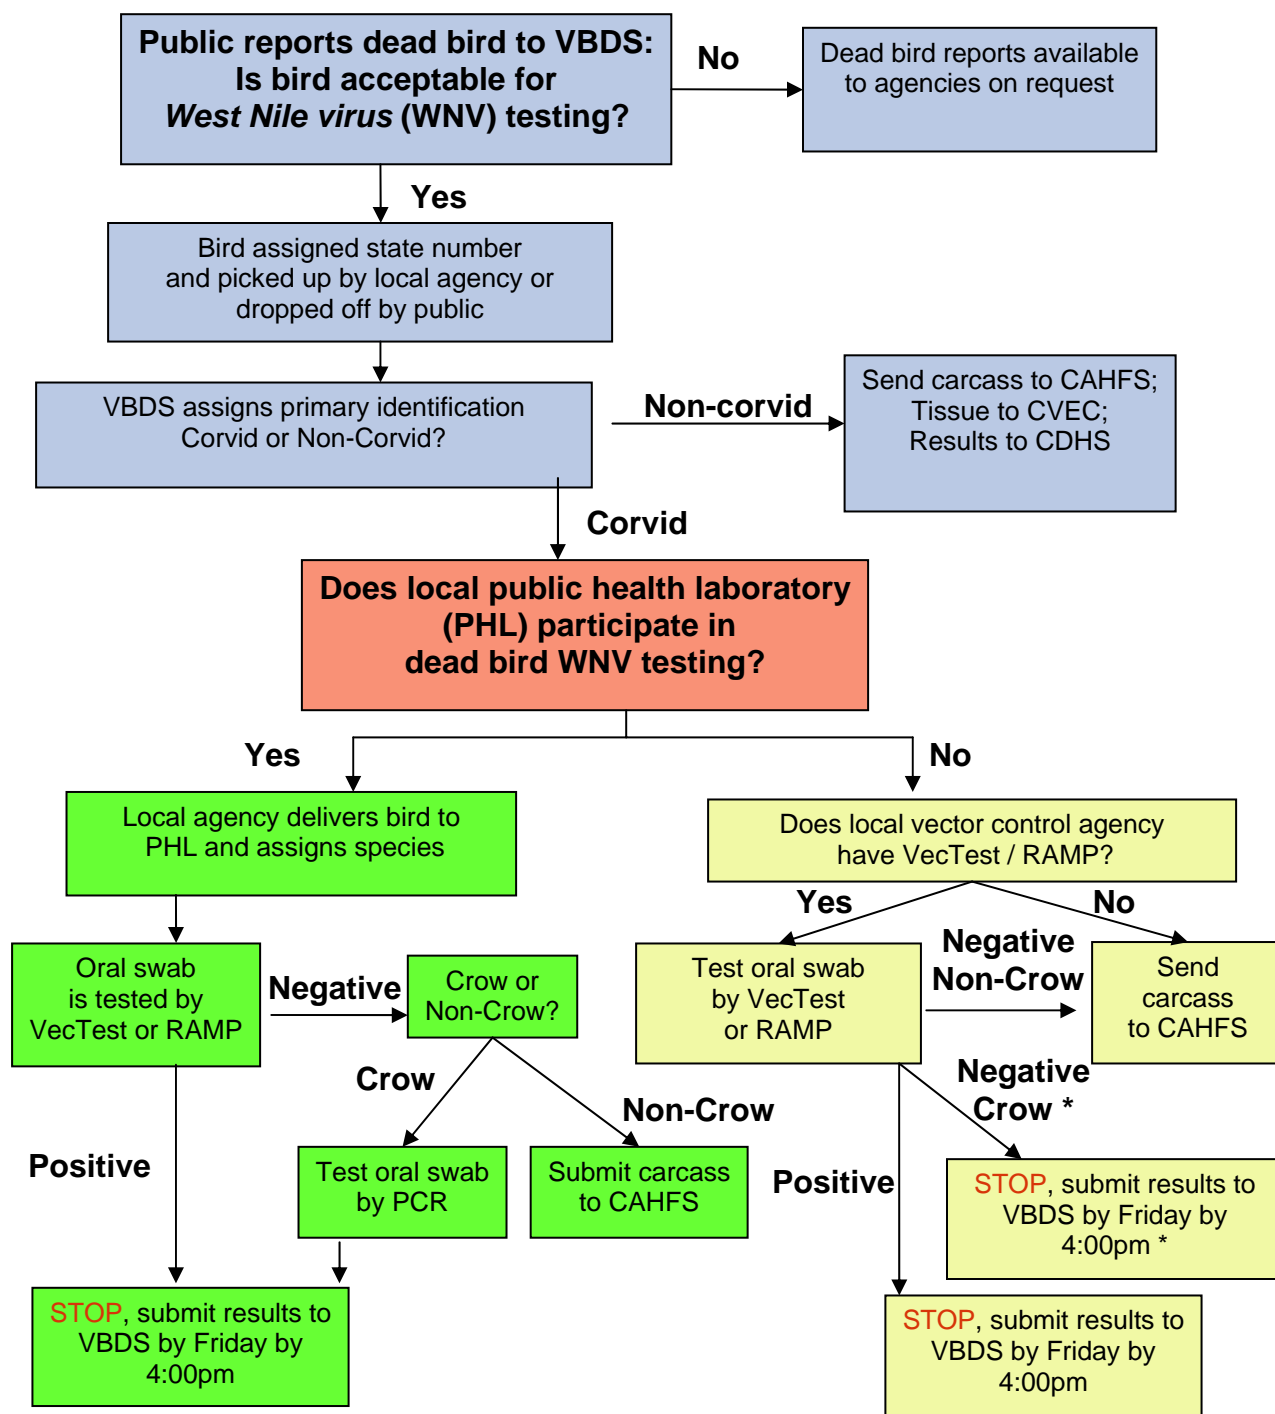 Public reports dead bird to VBDS:
Is bird acceptable for
West Nile virus (WNV) testing?
No
Dead bird reports available
to agencies on request
Yes
Bird assigned state number
and picked up by local agency or
dropped off by public
VBDS assigns primary identification
Corvid or Non-Corvid?
Non-corvid
Send carcass to CAHFS;
Tissue to CVEC;
Results to CDHS
Corvid
Does local public health laboratory
(PHL) participate in
dead bird WNV testing?
Yes
No
Local agency delivers bird to
PHL and assigns species
Does local vector control agency
have VecTest / RAMP?
Yes
No
Oral swab
is tested by
VecTest or RAMP
Negative
Crow or
Non-Crow?
Test oral swab
by VecTest
or RAMP
Negative
Non-Crow
Send
carcass
to CAHFS
Crow
Non-Crow
Negative
Crow *
Positive
Test oral swab
by PCR
Submit carcass
to CAHFS
Positive
STOP, submit results to
VBDS by Friday by
4:00pm *
STOP, submit results to
VBDS by Friday by
4:00pm
STOP, submit results to
VBDS by Friday by
4:00pm